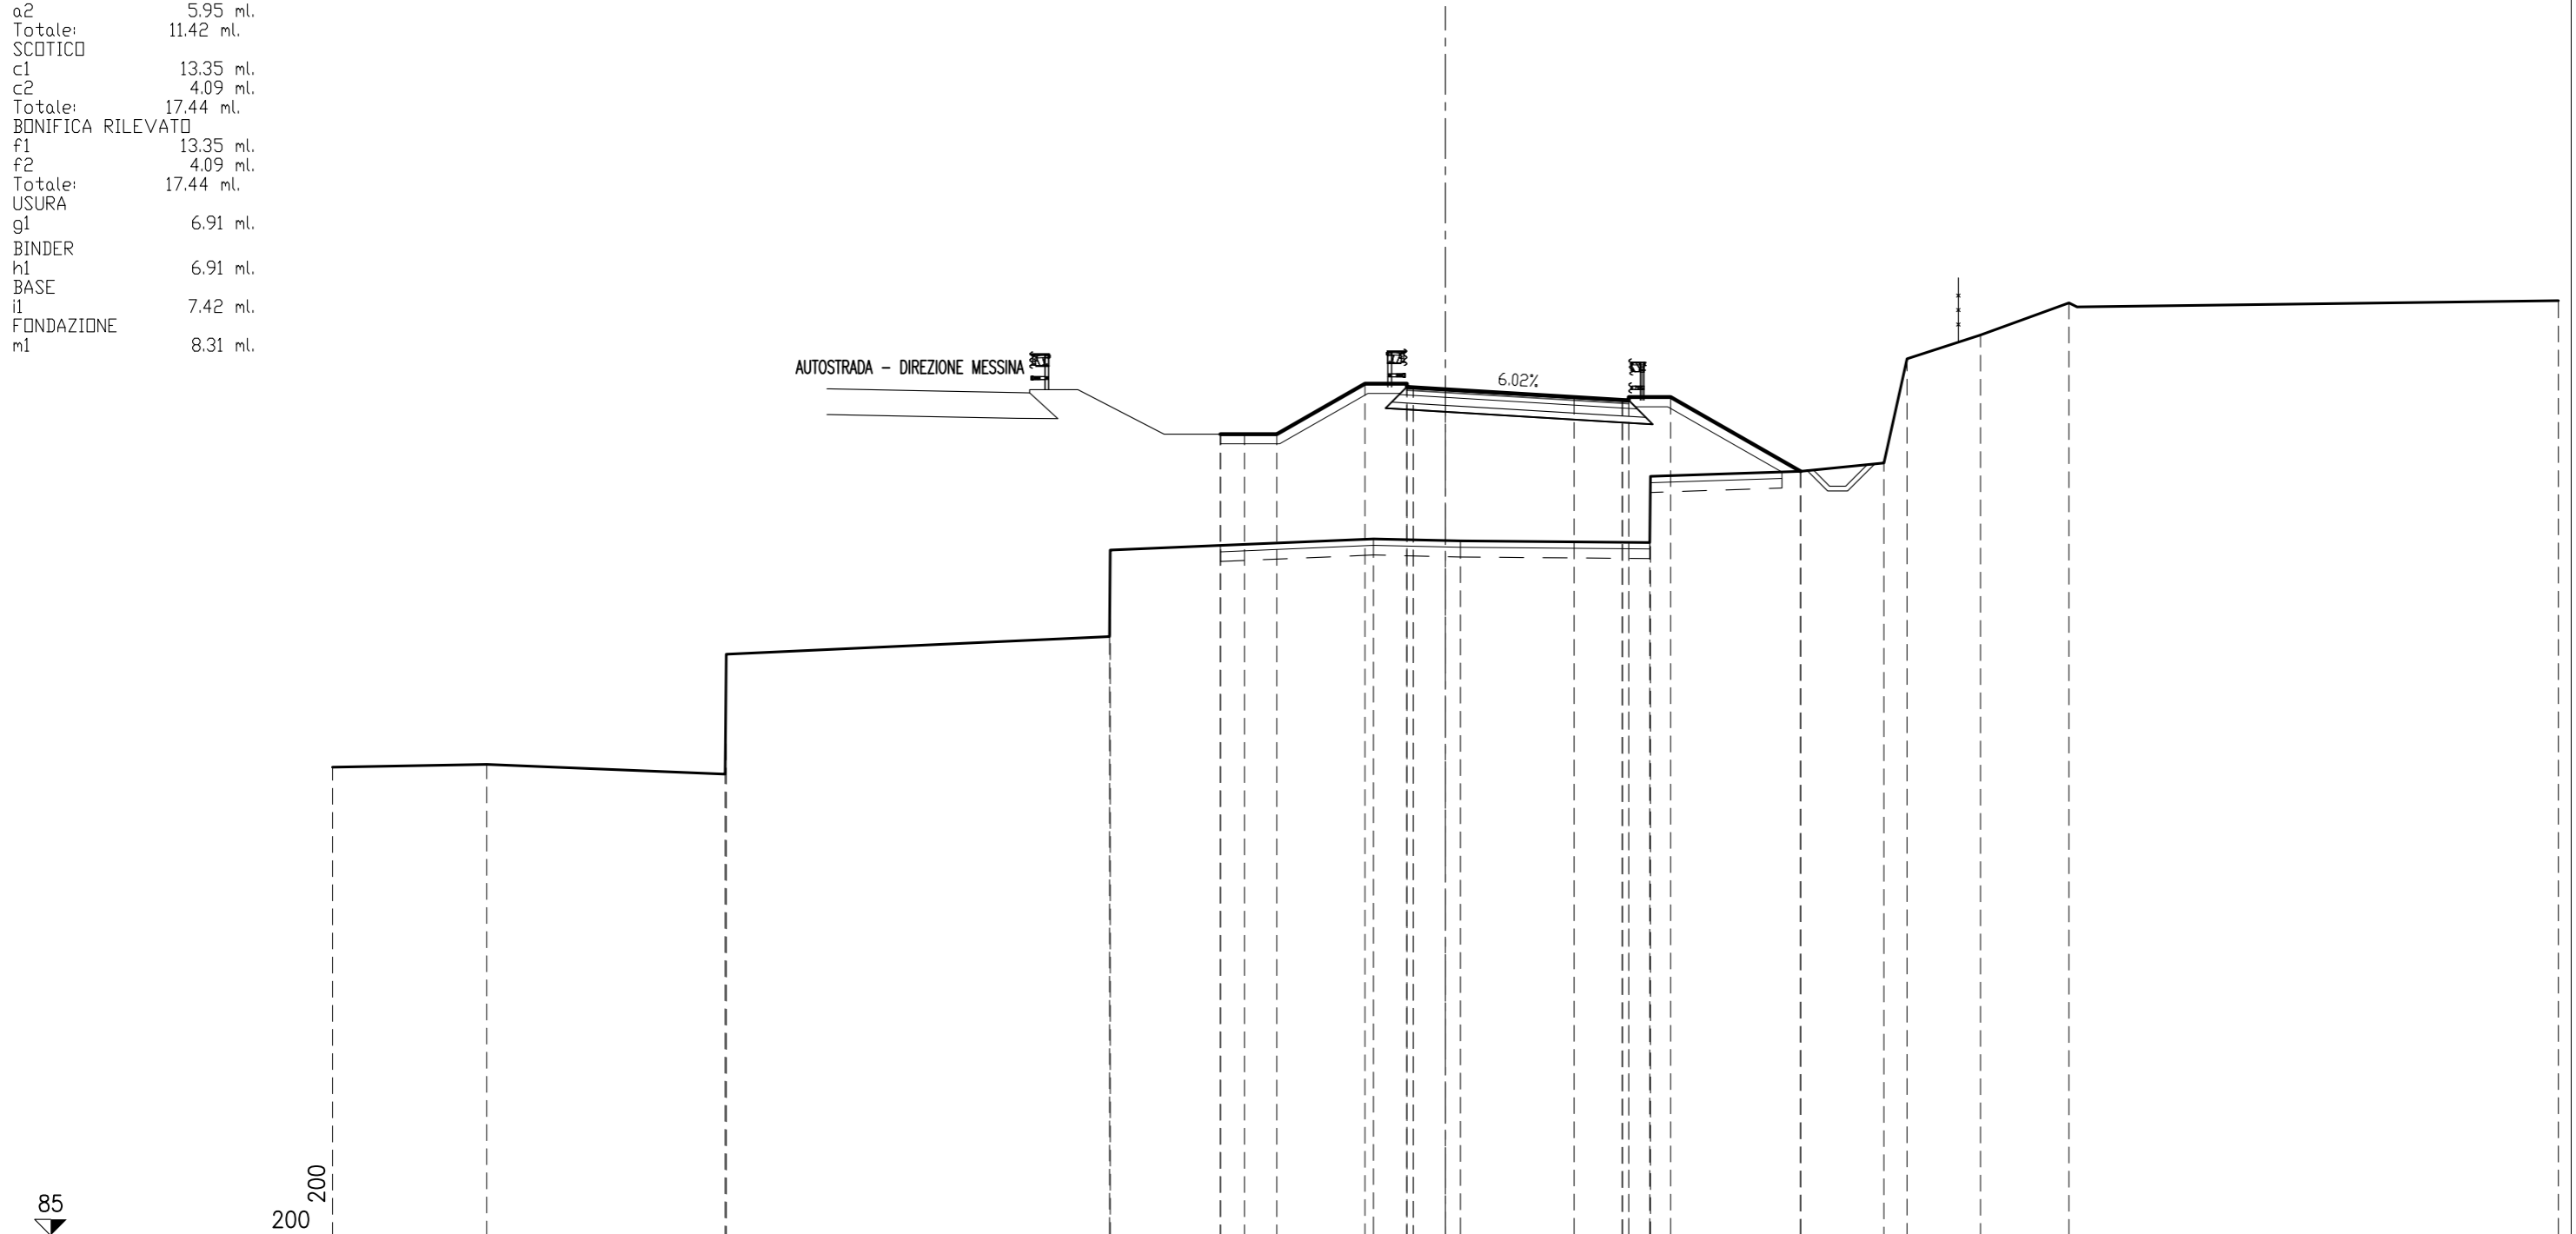 a2 5.95 ml.
Totale: 11.42 ml.
SCOTICO
c1 13.35 ml.
c2 4.09 ml.
Totale: 17.44 ml.
BONIFICA RILEVATO
f1 13.35 ml.
f2 4.09 ml.
Totale: 17.44 ml.
USURA
g1 6.91 ml.
BINDER
h1 6.91 ml.
BASE
i1 7.42 ml.
FONDAZIONE
m1 8.31 ml.
AUTOSTRADA - DIREZIONE MESSINA
6.02%
200
85
200